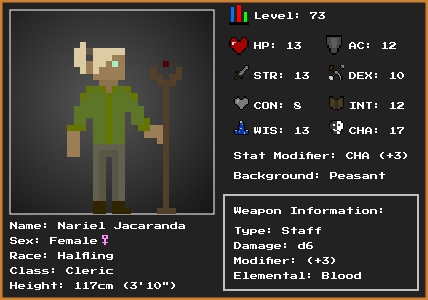 Level: 73
HP: 13 AC: 12
STR: 13 DEX: 10
CON: 8 INT: 12
WIS: 13 CHA: 17
Stat Modifier: CHA (+3)
Background: Peasant
Name: Nariel Jacaranda
Sex: Female♀
Race: Halfling
Class: Cleric
Height: 117cm (3'10")
Weapon Information:
Type: Staff
Damage: d6
Modifier: (+3)
Elemental: Blood